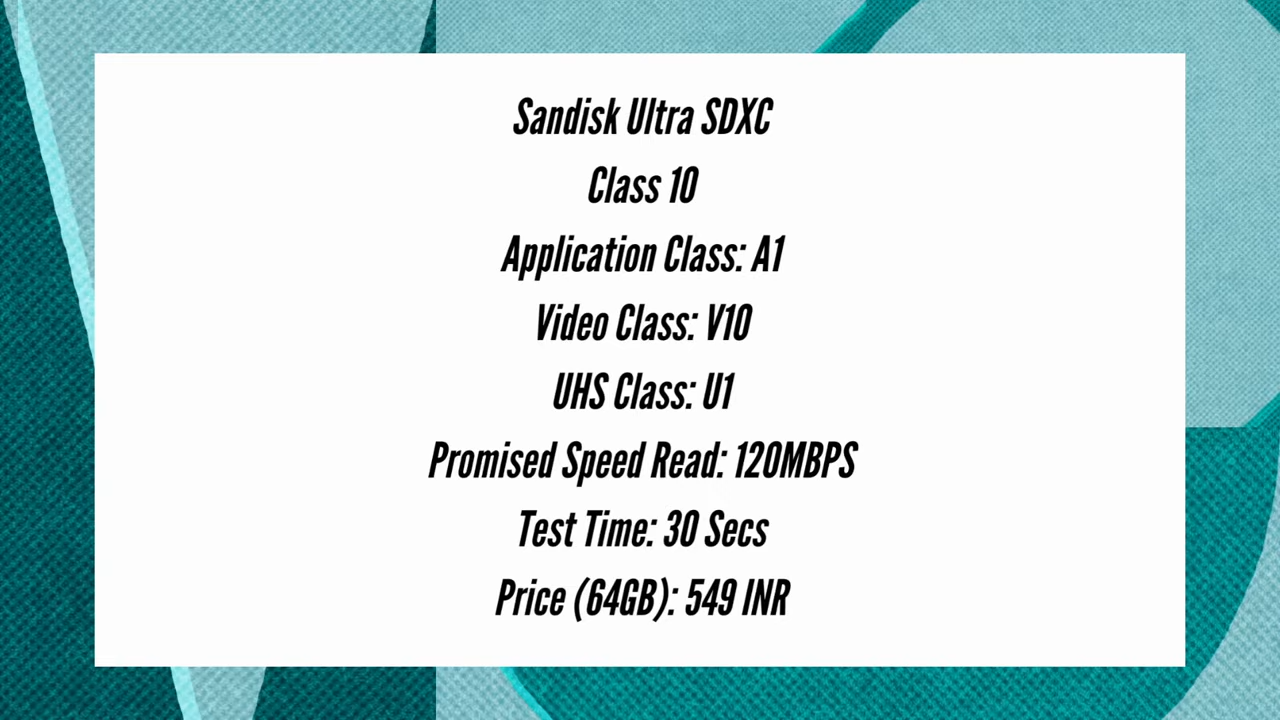 Sandisk Ultra SDXC
Class 10
Application Class: A1
Video Class: V10
UHS Class: U1
Promised Speed Read: 120MBPS
Test Time: 30 Secs
Price (64GB): 549 INR